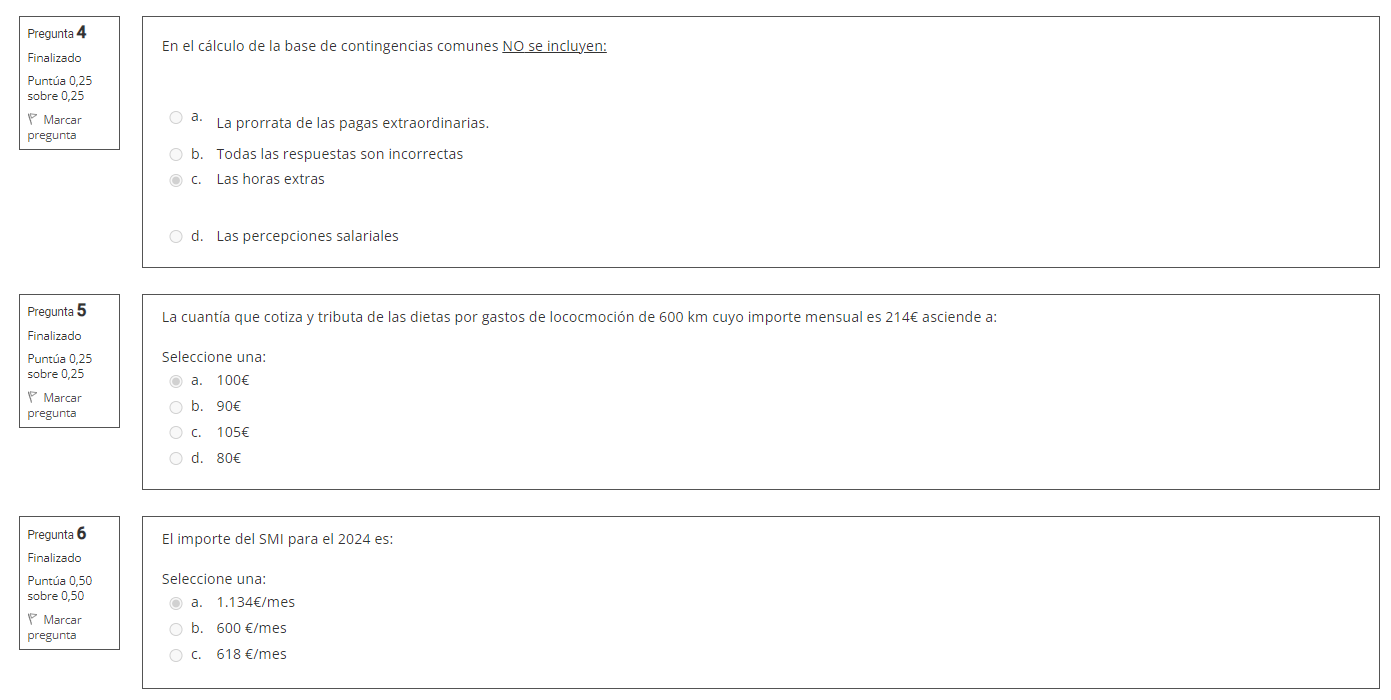 Pregunta 4
Finalizado
Puntúa 0,25
sobre 0,25
Marcar
pregunta
En el cálculo de la base de contingencias comunes NO se incluyen:
a. La prorrata de las pagas extraordinarias.
b. Todas las respuestas son incorrectas
c. Las horas extras
d. Las percepciones salariales
Pregunta 5
Finalizado
Puntúa 0,25
sobre 0,25
Marcar
pregunta
La cuantía que cotiza y tributa de las dietas por gastos de lococmoción de 600 km cuyo importe mensual es 214€ asciende a:
Seleccione una:
a. 100€
b. 90€
c. 105€
d. 80€
Pregunta 6
Finalizado
Puntúa 0,50
sobre 0,50
Marcar
pregunta
El importe del SMI para el 2024 es:
Seleccione una:
a. 1.134€/mes
b. 600 €/mes
c. 618 €/mes